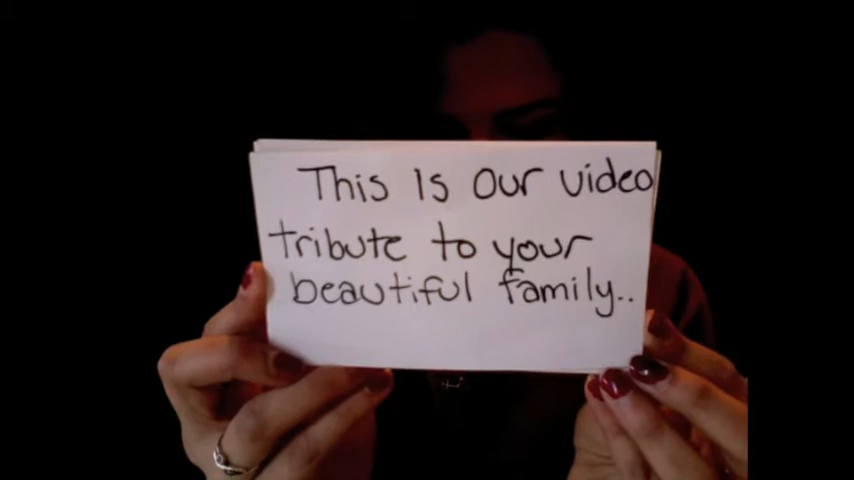 This is our video
tribute to your
beautiful family..